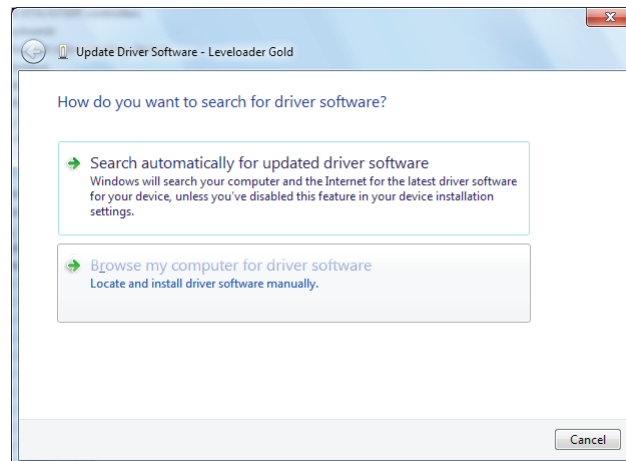 Update Driver Software - Leveloader Gold
How do you want to search for driver software?
Search automatically for updated driver software
Windows will search your computer and the Internet for the latest driver software
for your device, unless you've disabled this feature in your device installation
settings.
Browse my computer for driver software
Locate and install driver software manually.
Cancel